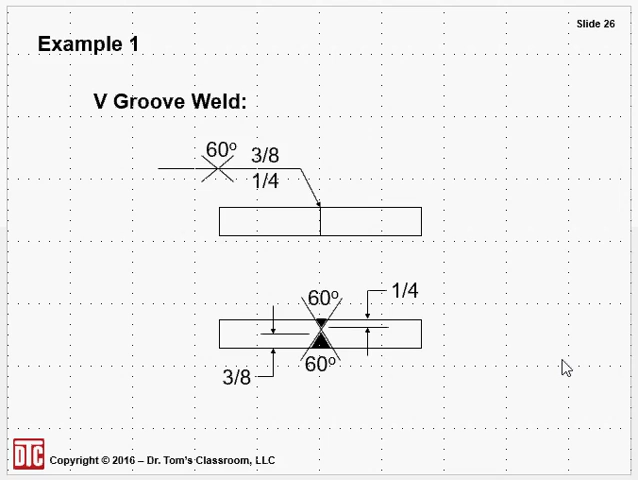 Slide 26
Example 1
V Groove Weld:
60º 3/8
1/4
60º
1/4
60º
3/8
DTC
Copyright © 2016 – Dr. Tom's Classroom, LLC